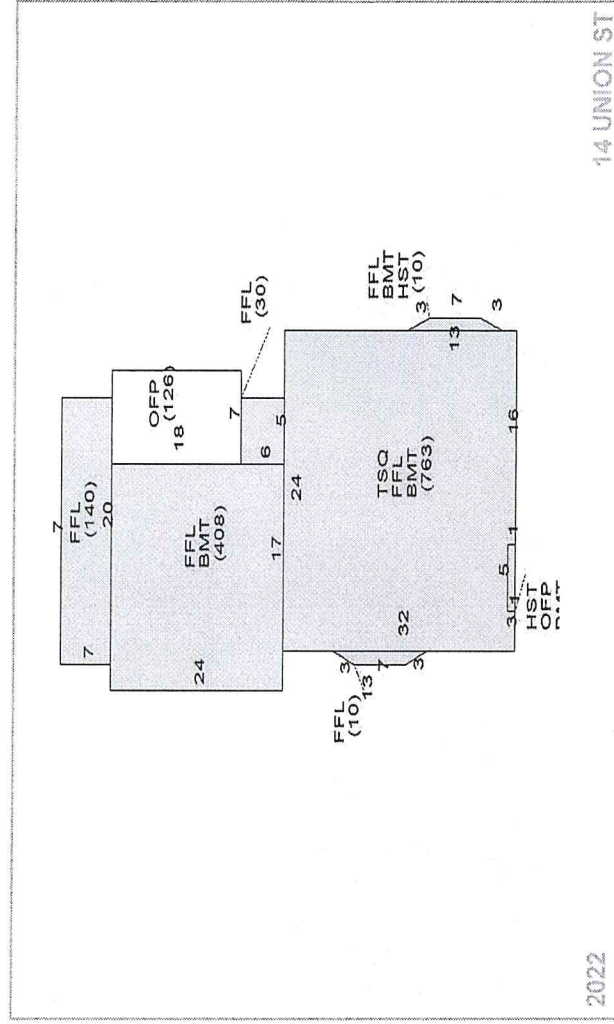 7
FFL
(140)
7
20
OFP
(126)
18
FFL
BMT
(408)
7
FFL
(30)
6
5
24
17
24
FFL
BMT
HST
(10)
3
7
13
3
TSQ
FFL
BMT
(763)
32
3
13
7
3
FFL
(10)
16
1
5
1
3
HST
OFP
2022
14 UNION ST